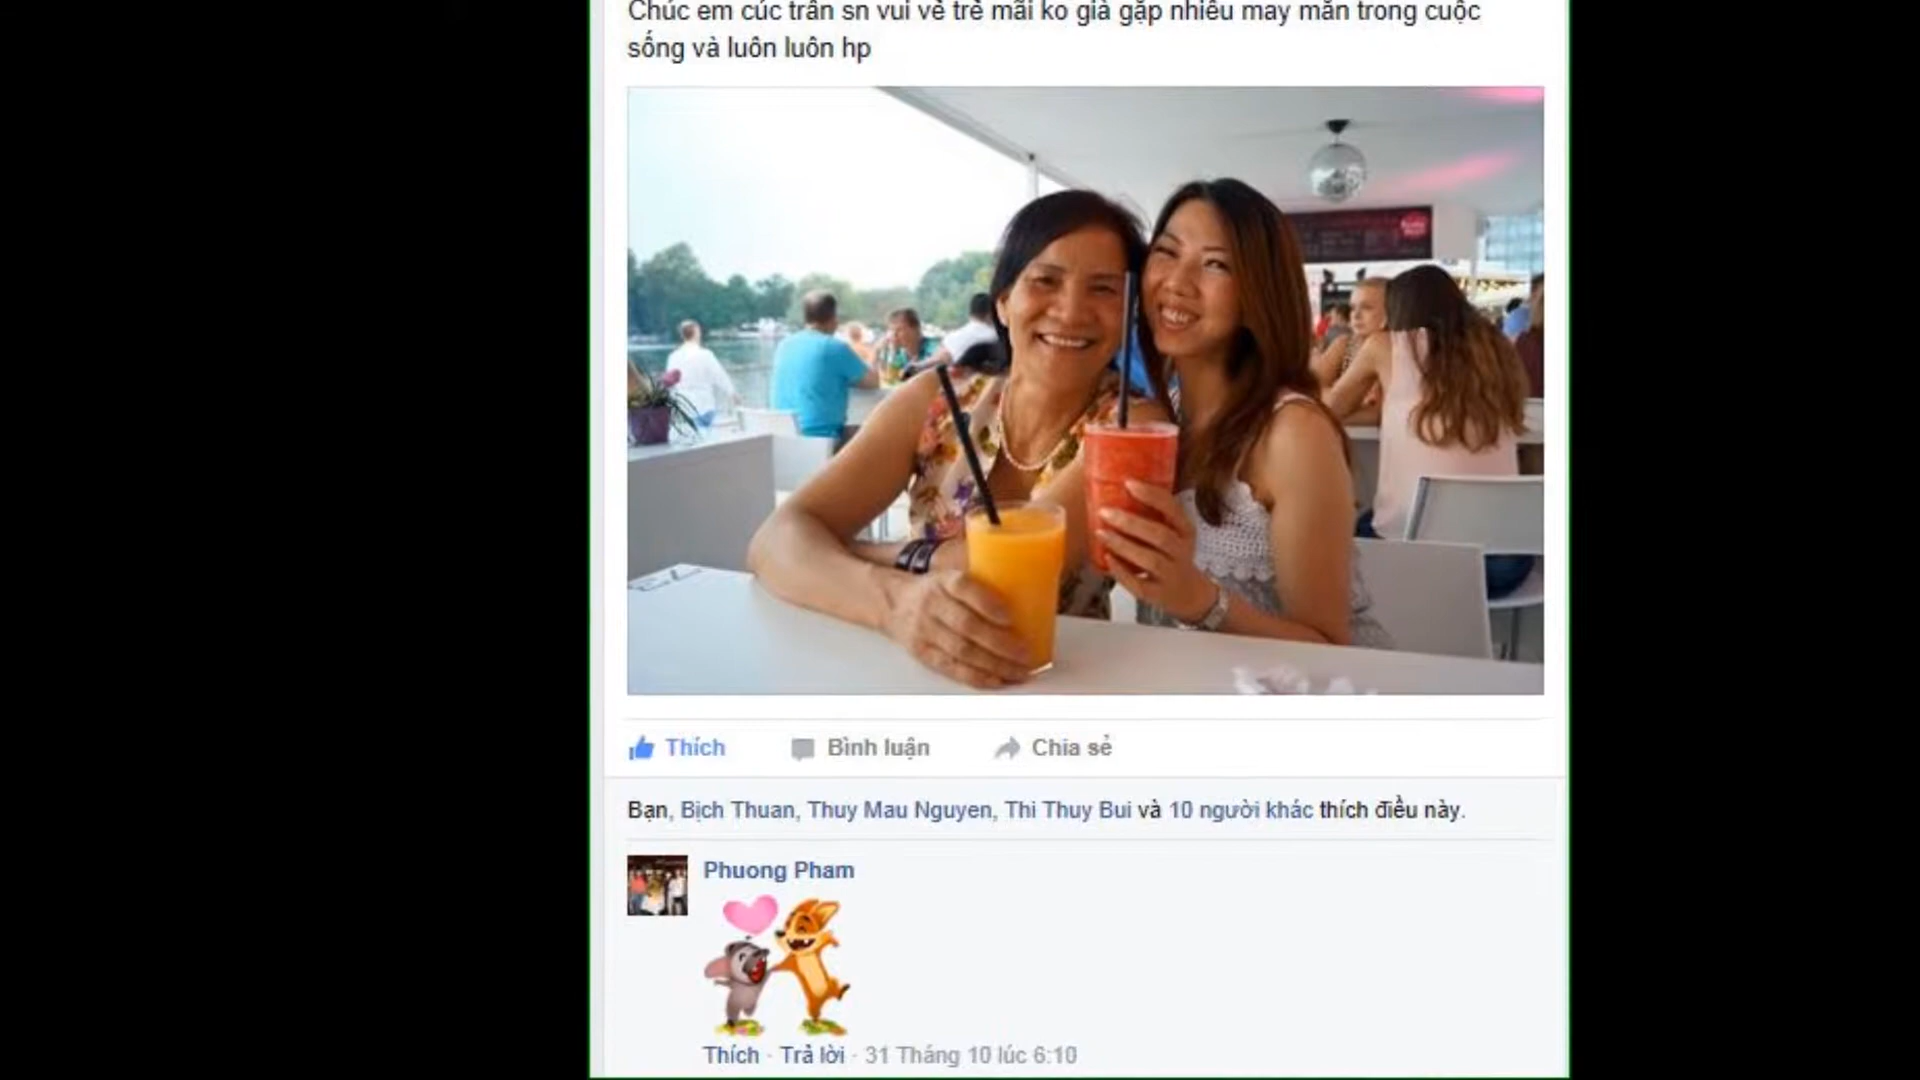 Chúc em cúc trần sn vui vẻ trẻ mãi ko già gặp nhiều may mắn trong cuộc
sống và luôn luôn hp
Thích Bình luận Chia sẻ
Bạn, Bịch Thuan, Thuy Mau Nguyen, Thi Thuy Bui và 10 người khác thích điều này.
Phuong Pham
Thích · Trả lời · 31 Tháng 10 lúc 6:10